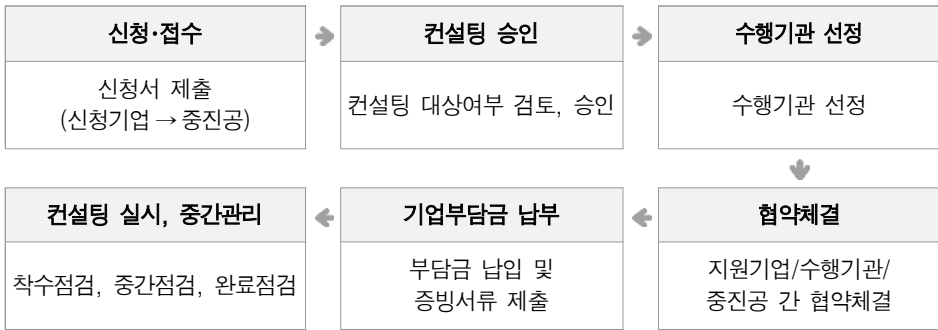 신청·접수
신청서 제출
(신청기업 → 중진공)
컨설팅 승인
컨설팅 대상여부 검토, 승인
수행기관 선정
수행기관 선정
협약체결
지원기업/수행기관/
중진공 간 협약체결
기업부담금 납부
부담금 납입 및
증빙서류 제출
컨설팅 실시, 중간관리
착수점검, 중간점검, 완료점검